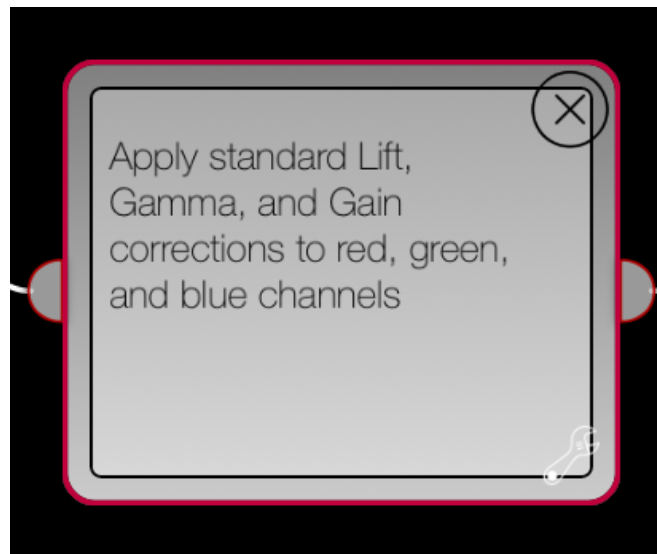 Apply standard Lift,
Gamma, and Gain
corrections to red, green,
and blue channels